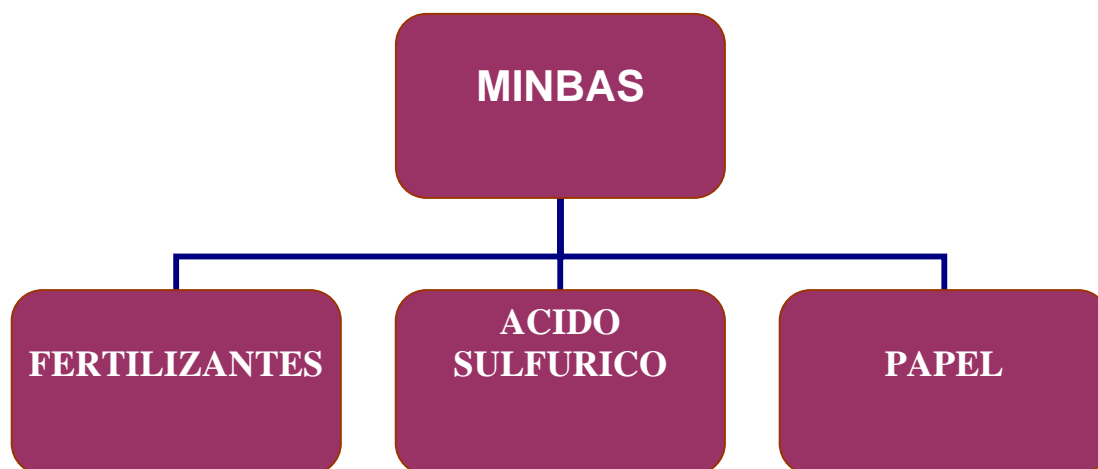 MINBAS
FERTILIZANTES
ACIDO
SULFURICO
PAPEL